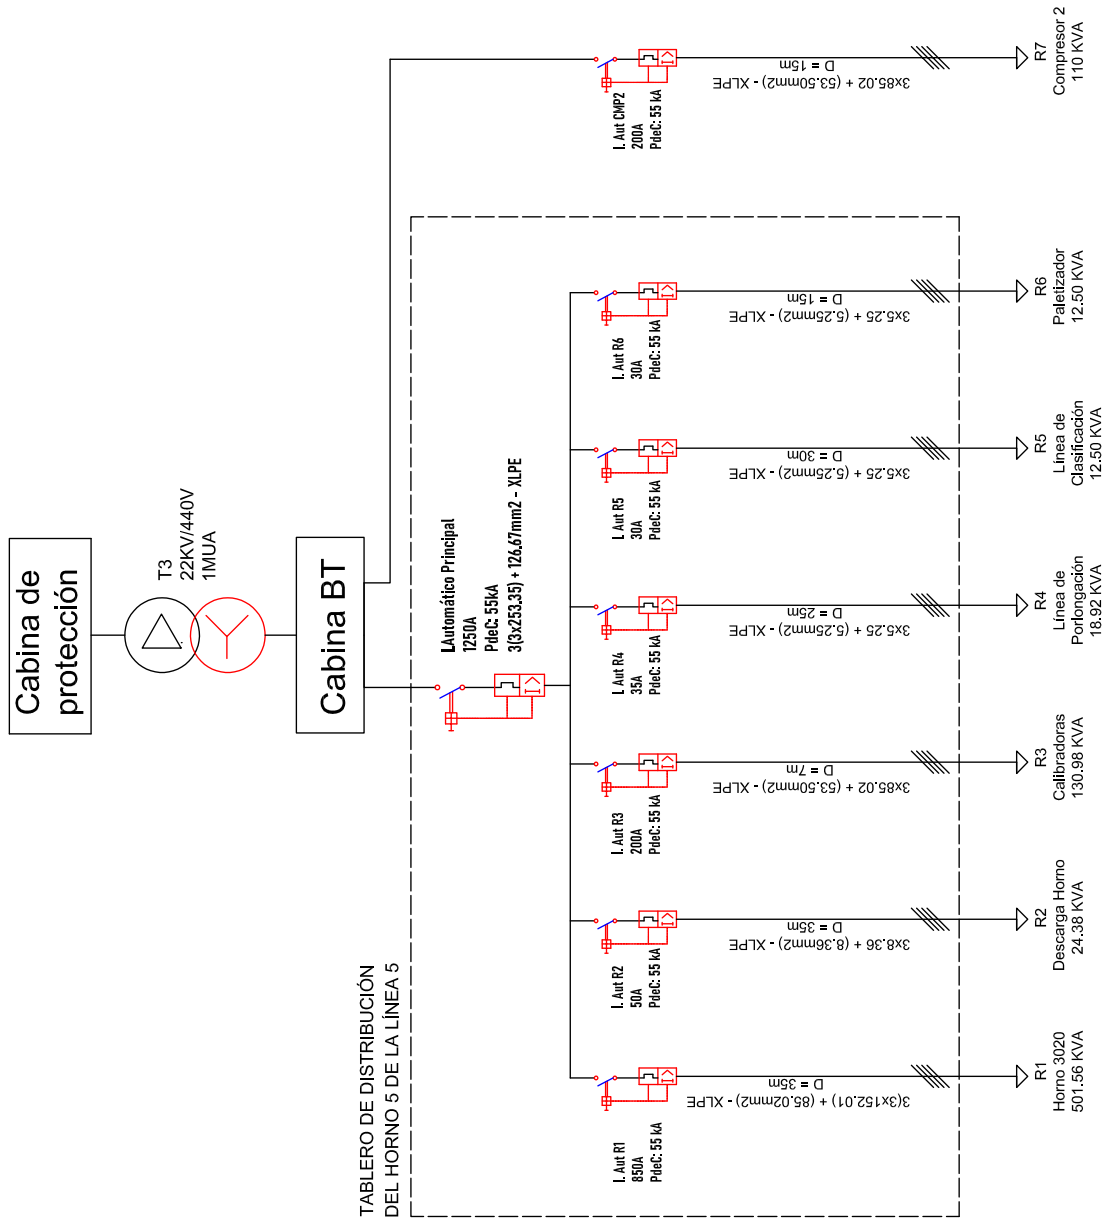 Cabina de
protección
T3
22KV/440V
1MUA
Cabina BT
TABLERO DE DISTRIBUCIÓN
DEL HORNO 5 DE LA LÍNEA 5
I.Automático Principal
1250A
PdeC: 55kA
3(3x253.35) + 126.67mm2 - XLPE
I. Aut R1
850A
PdeC: 55 kA
3(3x152.01) + (85.02mm2) - XLPE
D = 35m
R1
Horno 3020
501.56 KVA
I. Aut R2
50A
PdeC: 55 kA
3x8.36 + (8.36mm2) - XLPE
D = 35m
R2
Descarga Horno
24.38 KVA
I. Aut R3
200A
PdeC: 55 kA
3x85.02 + (53.50mm2) - XLPE
D = 7m
R3
Calibradoras
130.98 KVA
I. Aut R4
35A
PdeC: 55 kA
3x5.25 + (5.25mm2) - XLPE
D = 25m
R4
Línea de
Porlongación
18.92 KVA
I. Aut R5
30A
PdeC: 55 kA
3x5.25 + (5.25mm2) - XLPE
D = 30m
R5
Línea de
Clasificación
12.50 KVA
I. Aut R6
30A
PdeC: 55 kA
3x5.25 + (5.25mm2) - XLPE
D = 15m
R6
Paletizador
12.50 KVA
I. Aut CMP2
200A
PdeC: 55 kA
3x85.02 + (53.50mm2) - XLPE
D = 15m
R7
Compresor 2
110 KVA